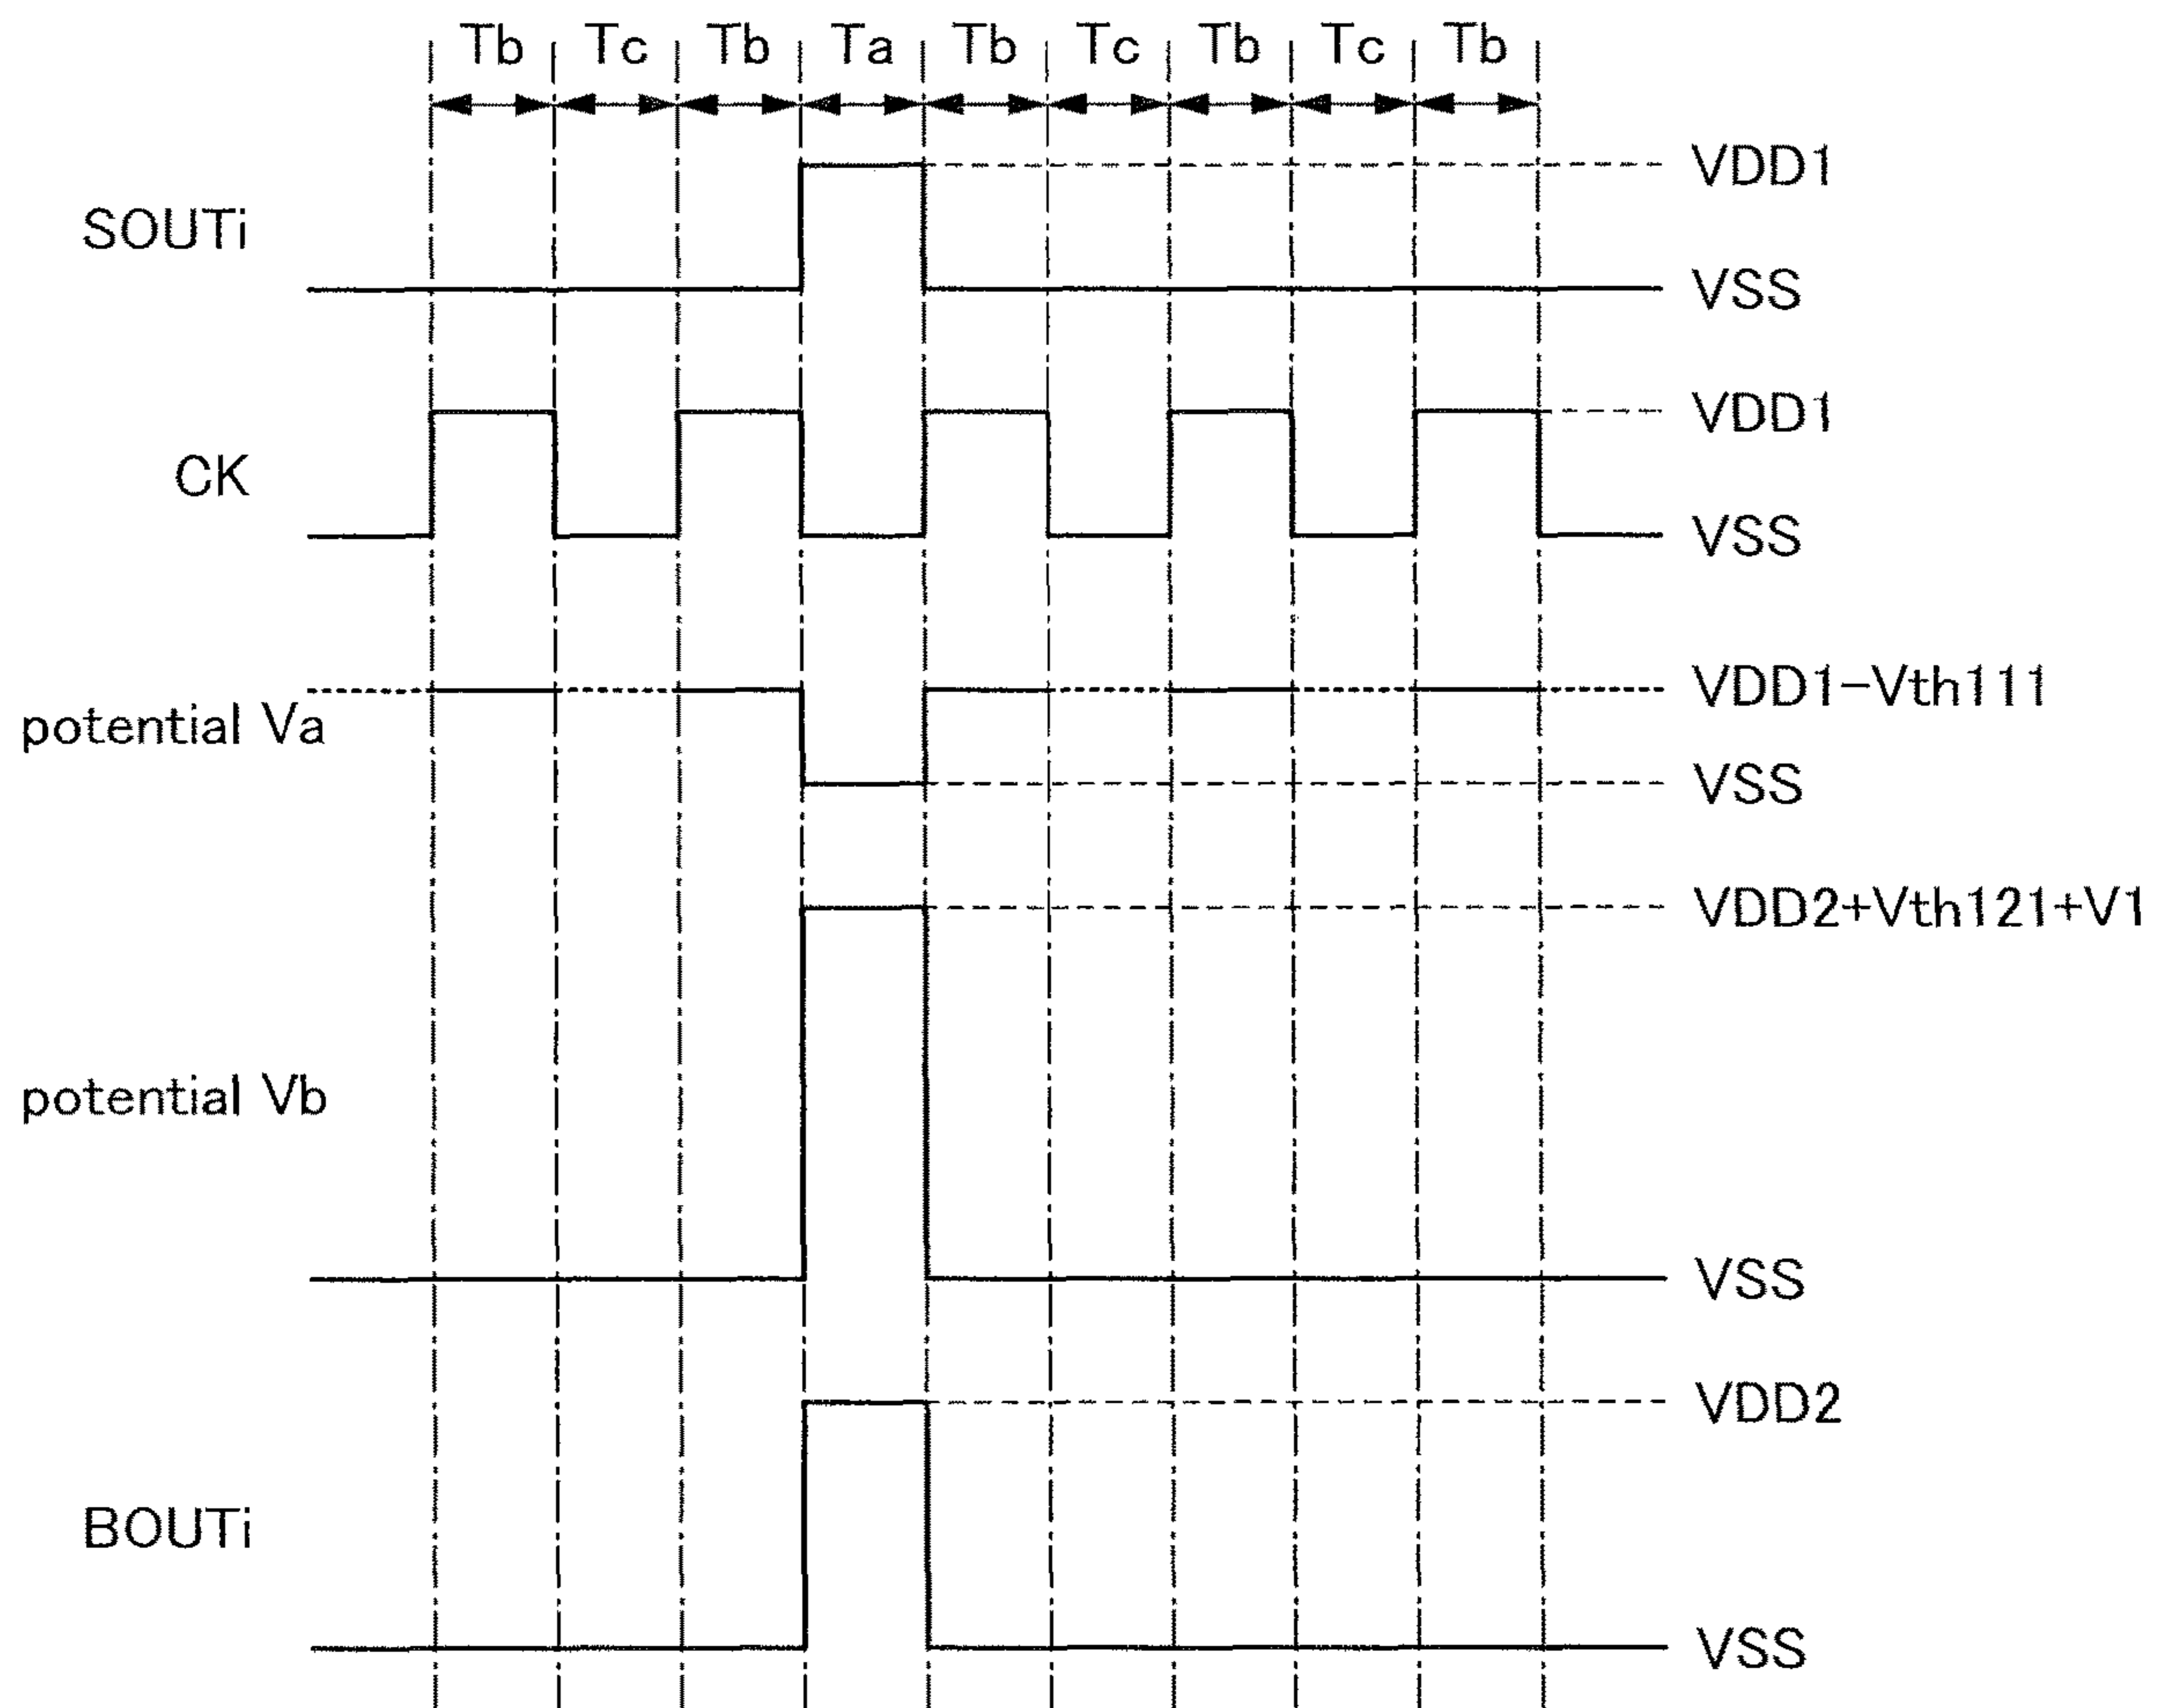 Tb Tc Tb Ta Tb Tc Tb Tc Tb
VDD1
SOUTi
VSS
VDD1
CK
VSS
VDD1-Vth111
potential Va
VSS
VDD2+Vth121+V1
potential Vb
VSS
VDD2
BOUTi
VSS